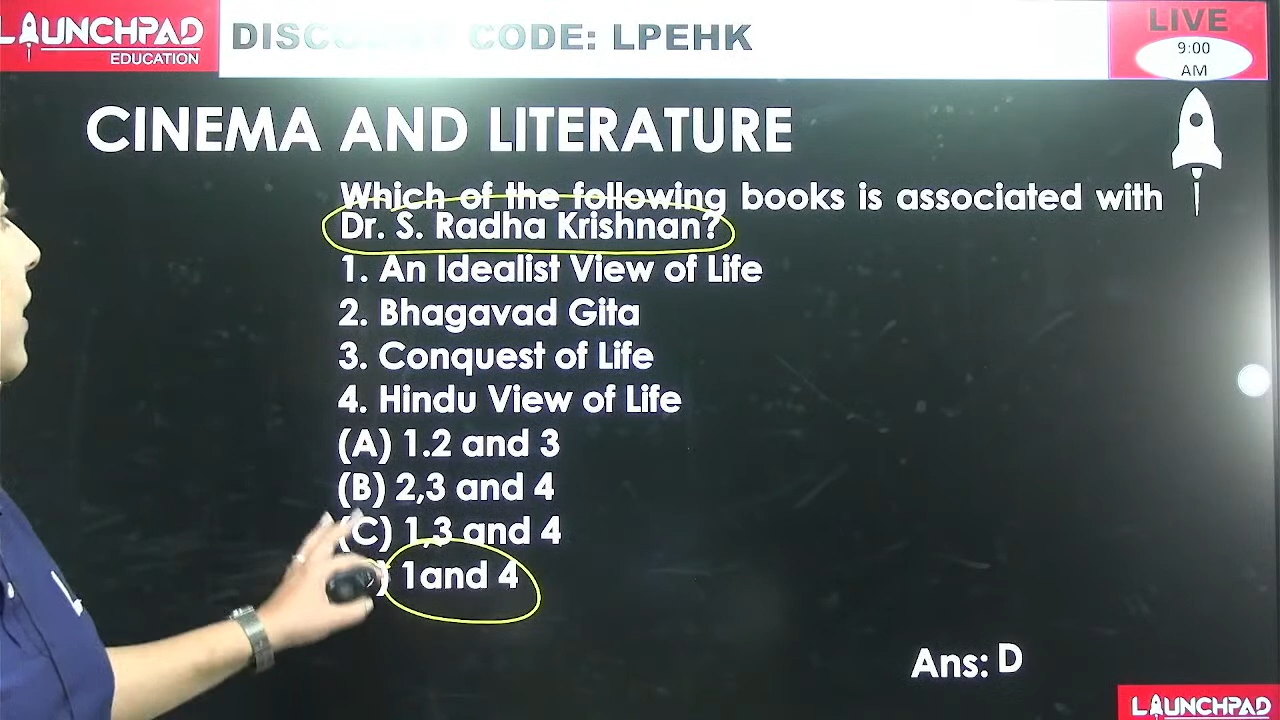 LAUNCHPAD
EDUCATION
DISCOUNT CODE: LPEHK
LIVE
9:00
AM
CINEMA AND LITERATURE
Which of the following books is associated with
Dr. S. Radha Krishnan?
1. An Idealist View of Life
2. Bhagavad Gita
3. Conquest of Life
4. Hindu View of Life
(A) 1.2 and 3
(B) 2,3 and 4
(C) 1,3 and 4
) 1and 4
Ans: D
LAUNCHPAD